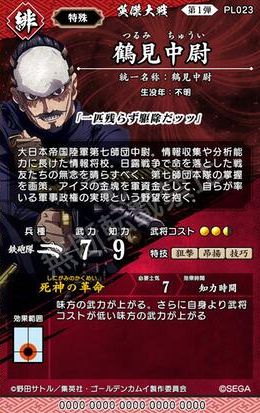 緋
特殊
英傑大戦
第1弾
PL023
つるみ ちゅうい
鶴見中尉
統一名称：鶴見中尉
生没年：不明
「一匹残らず駆除だッッ」
大日本帝国陸軍第七師団中尉。情報収集や分析能
力に長けた情報将校。日露戦争で命を落とした戦
友たちの無念を晴らすべく、第七師団本隊の掌握
を画策。アイヌの金塊を軍資金として、自らが率
いる軍事政権の実現という野望を抱く。
兵種 武力 知力 武将コスト
鉄砲隊 7 9
特技 狙撃 昂揚 技巧
しにがみのかくめい
死神の革命
必要士気 効果時間
7 知力時間
効果範囲
味方の武力が上がる。さらに自身より武将
コストが低い味方の武力が上がる
©野田サトル／集英社・ゴールデンカムイ製作委員会 ©SEGA
0000-0000-0000-0000-0000